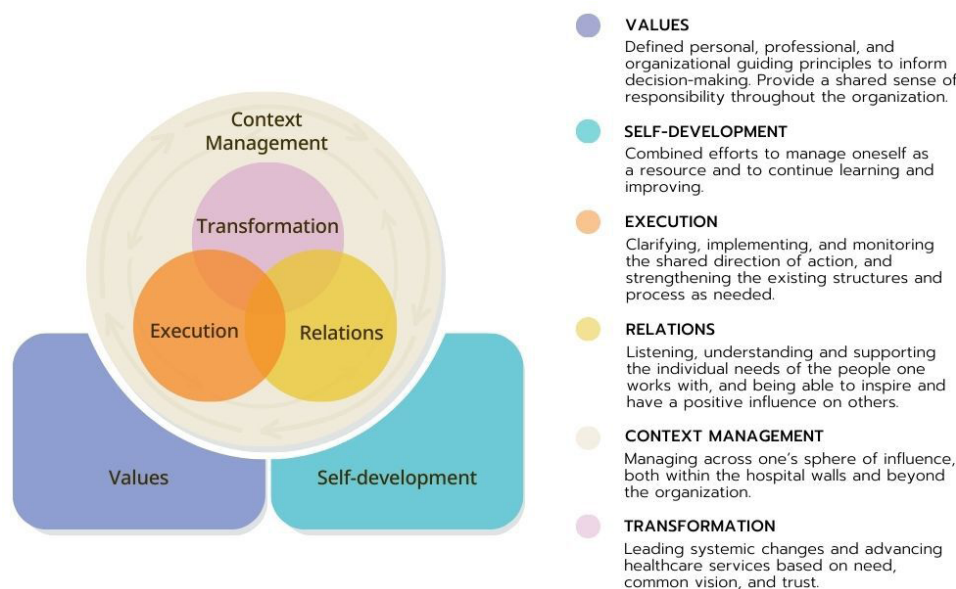 Context
Management
Transformation
Execution
Relations
Values
Self-development
VALUES
Defined personal, professional, and
organizational guiding principles to inform
decision-making. Provide a shared sense of
responsibility throughout the organization.
SELF-DEVELOPMENT
Combined efforts to manage oneself as
a resource and to continue learning and
improving.
EXECUTION
Clarifying, implementing, and monitoring
the shared direction of action, and
strengthening the existing structures and
process as needed.
RELATIONS
Listening, understanding and supporting
the individual needs of the people one
works with, and being able to inspire and
have a positive influence on others.
CONTEXT MANAGEMENT
Managing across one's sphere of influence,
both within the hospital walls and beyond
the organization.
TRANSFORMATION
Leading systemic changes and advancing
healthcare services based on need,
common vision, and trust.